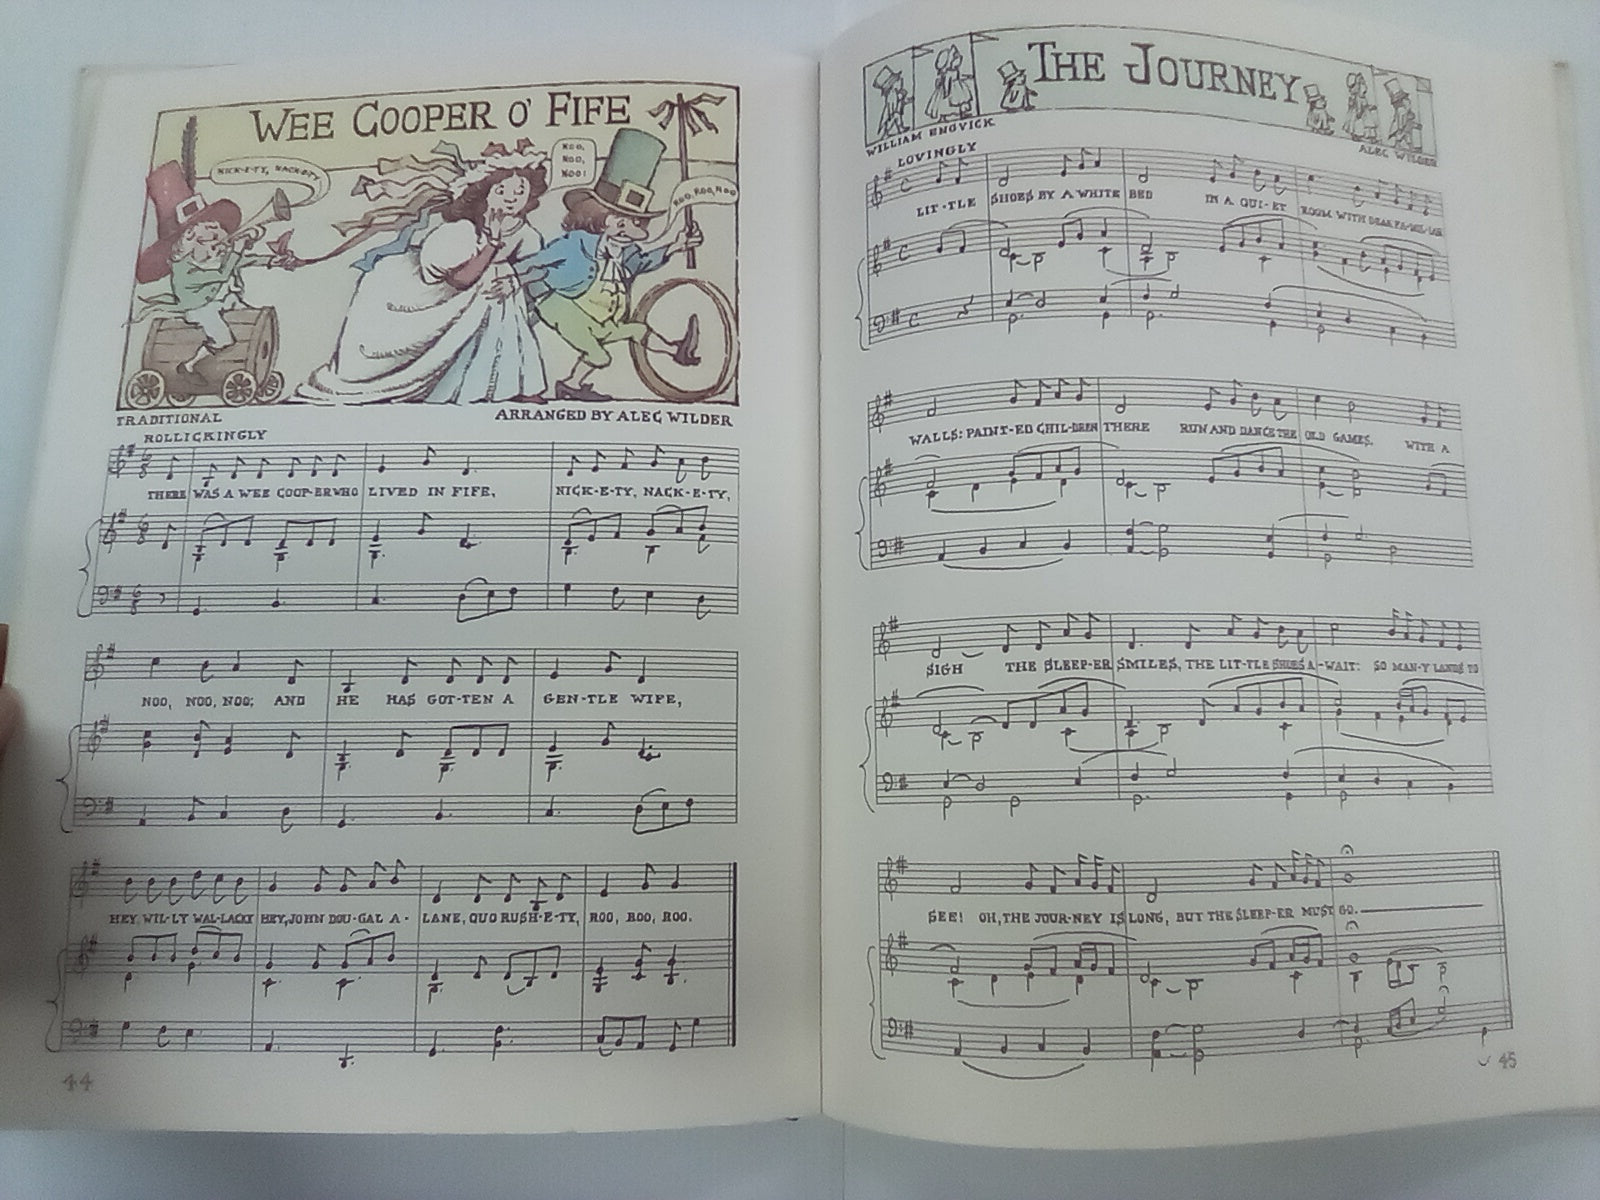 WEE COOPER O' FIFE
NICK-E-TY, NACK-E-TY
NOO,
NOO,
NOO!
ROO, ROO, ROO
TRADITIONAL
ARRANGED BY ALEC WILDER
ROLLICKINGLY
THERE WAS A WEE COOP-ER WHO LIVED IN FIFE, NICK-E-TY, NACK-E-TY,
NOO, NOO, NOO; AND HE HAS GOT-TEN A GEN-TLE WIFE,
HEY, WIL-LY WAL-LACKY HEY, JOHN DOU-GAL A-LANE, QUO RUSH-E-TY, ROO, ROO, ROO.
44
THE JOURNEY
WILLIAM ENGVICK
ALEC WILDER
LOVINGLY
LIT-TLE SHOES BY A WHITE BED IN A QUI-ET ROOM WITH DEAR FA-MIL-IAR
WALLS: PAINT-ED CHIL-DREN THERE RUN AND DANCE THE OLD GAMES. WITH A
SIGH THE SLEEP-ER SMILES, THE LIT-TLE SHOES A-WAIT: SO MAN-Y LANDS TO
SEE! OH, THE JOUR-NEY IS LONG, BUT THE SLEEP-ER MUST GO.
45